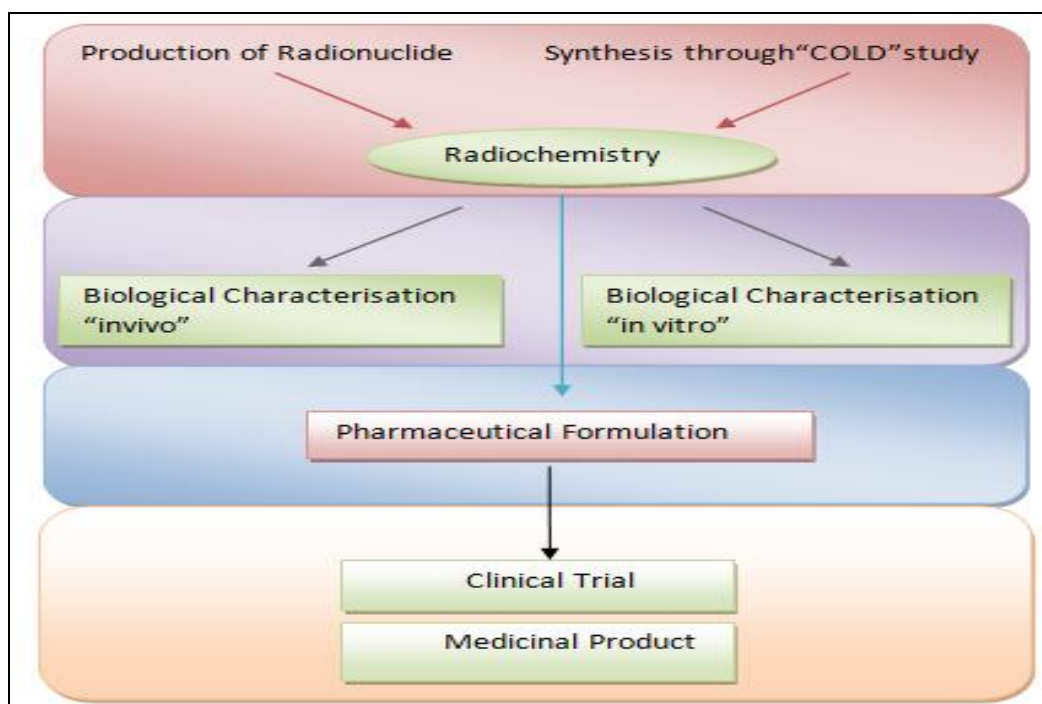 Production of Radionuclide
Synthesis through“COLD”study
Radiochemistry
Biological Characterisation
“invivo”
Biological Characterisation
“in vitro”
Pharmaceutical Formulation
Clinical Trial
Medicinal Product